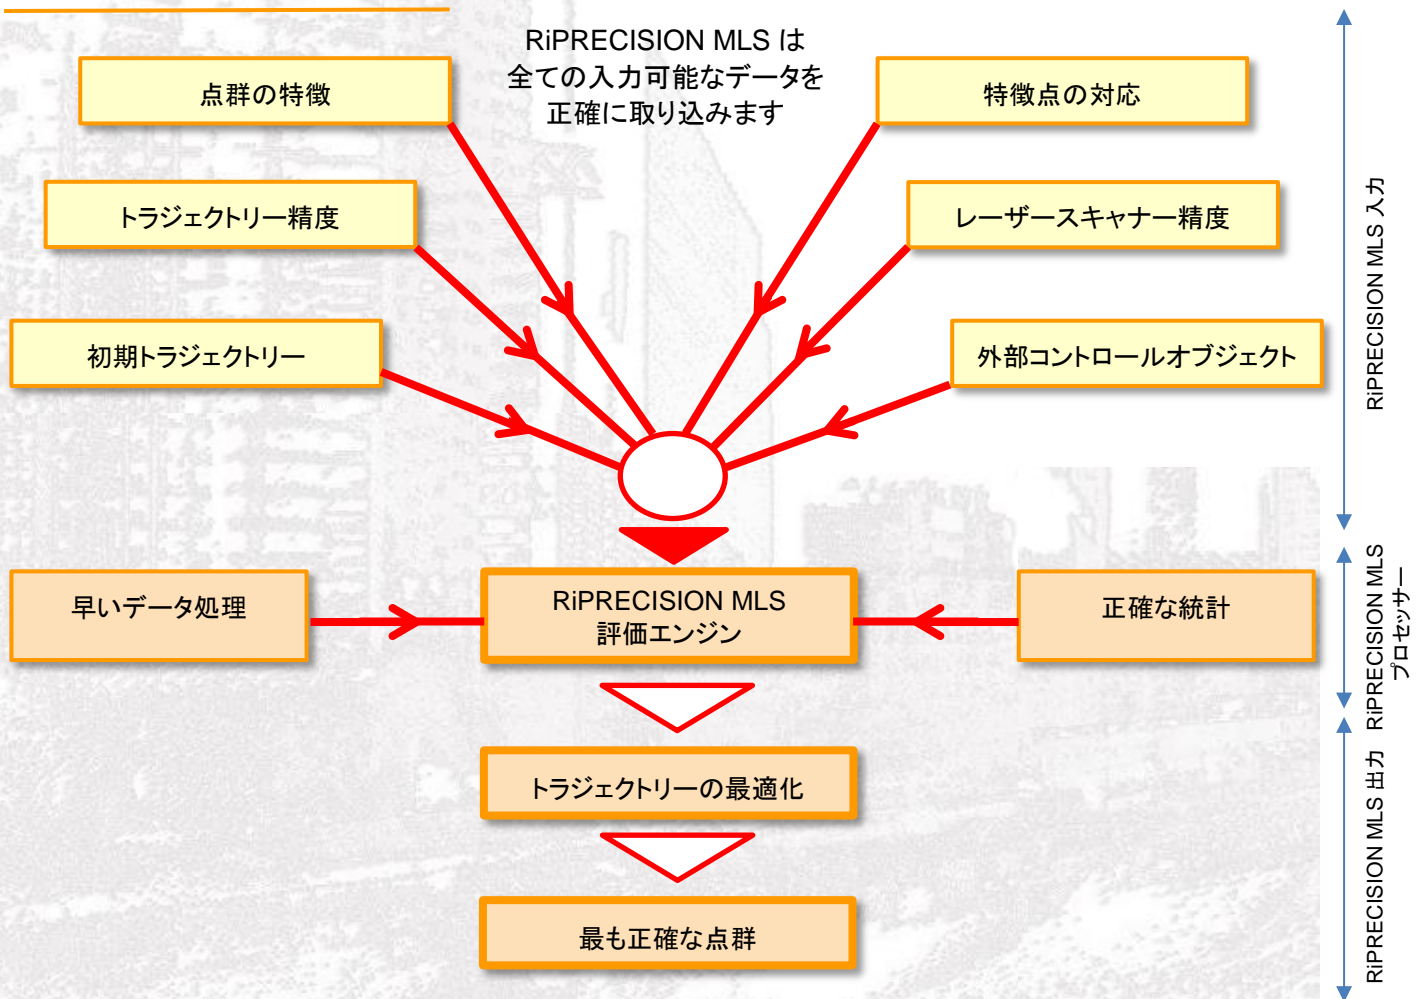 RiPRECISION MLS は
全ての入力可能なデータを
正確に取り込みます
点群の特徴
特徴点の対応
トラジェクトリー精度
レーザースキャナー精度
初期トラジェクトリー
外部コントロールオブジェクト
RiPRECISION MLS 入力
早いデータ処理
RiPRECISION MLS
評価エンジン
正確な統計
RiPRECISION MLS
プロセッサー
トラジェクトリーの最適化
最も正確な点群
RiPRECISION MLS 出力